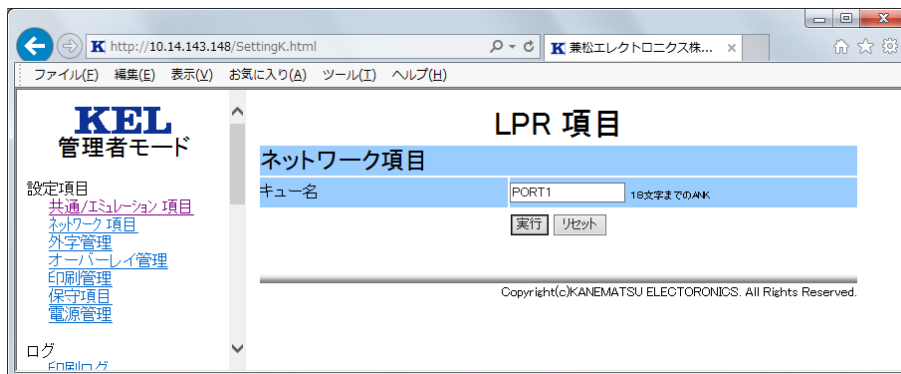 http://10.14.143.148/SettingK.html
兼松エレクトロニクス株...
ファイル(F) 編集(E) 表示(V) お気に入り(A) ツール(T) ヘルプ(H)
KEL
管理者モード
設定項目
共通/エミュレーション 項目
ネットワーク 項目
外字管理
オーバーレイ管理
印刷管理
保守項目
電源管理
ログ
印刷ログ
LPR 項目
ネットワーク項目
キュー名 PORT1 18文字までのANK
実行 リセット
Copyright(c)KANEMATSU ELECTORONICS. All Rights Reserved.